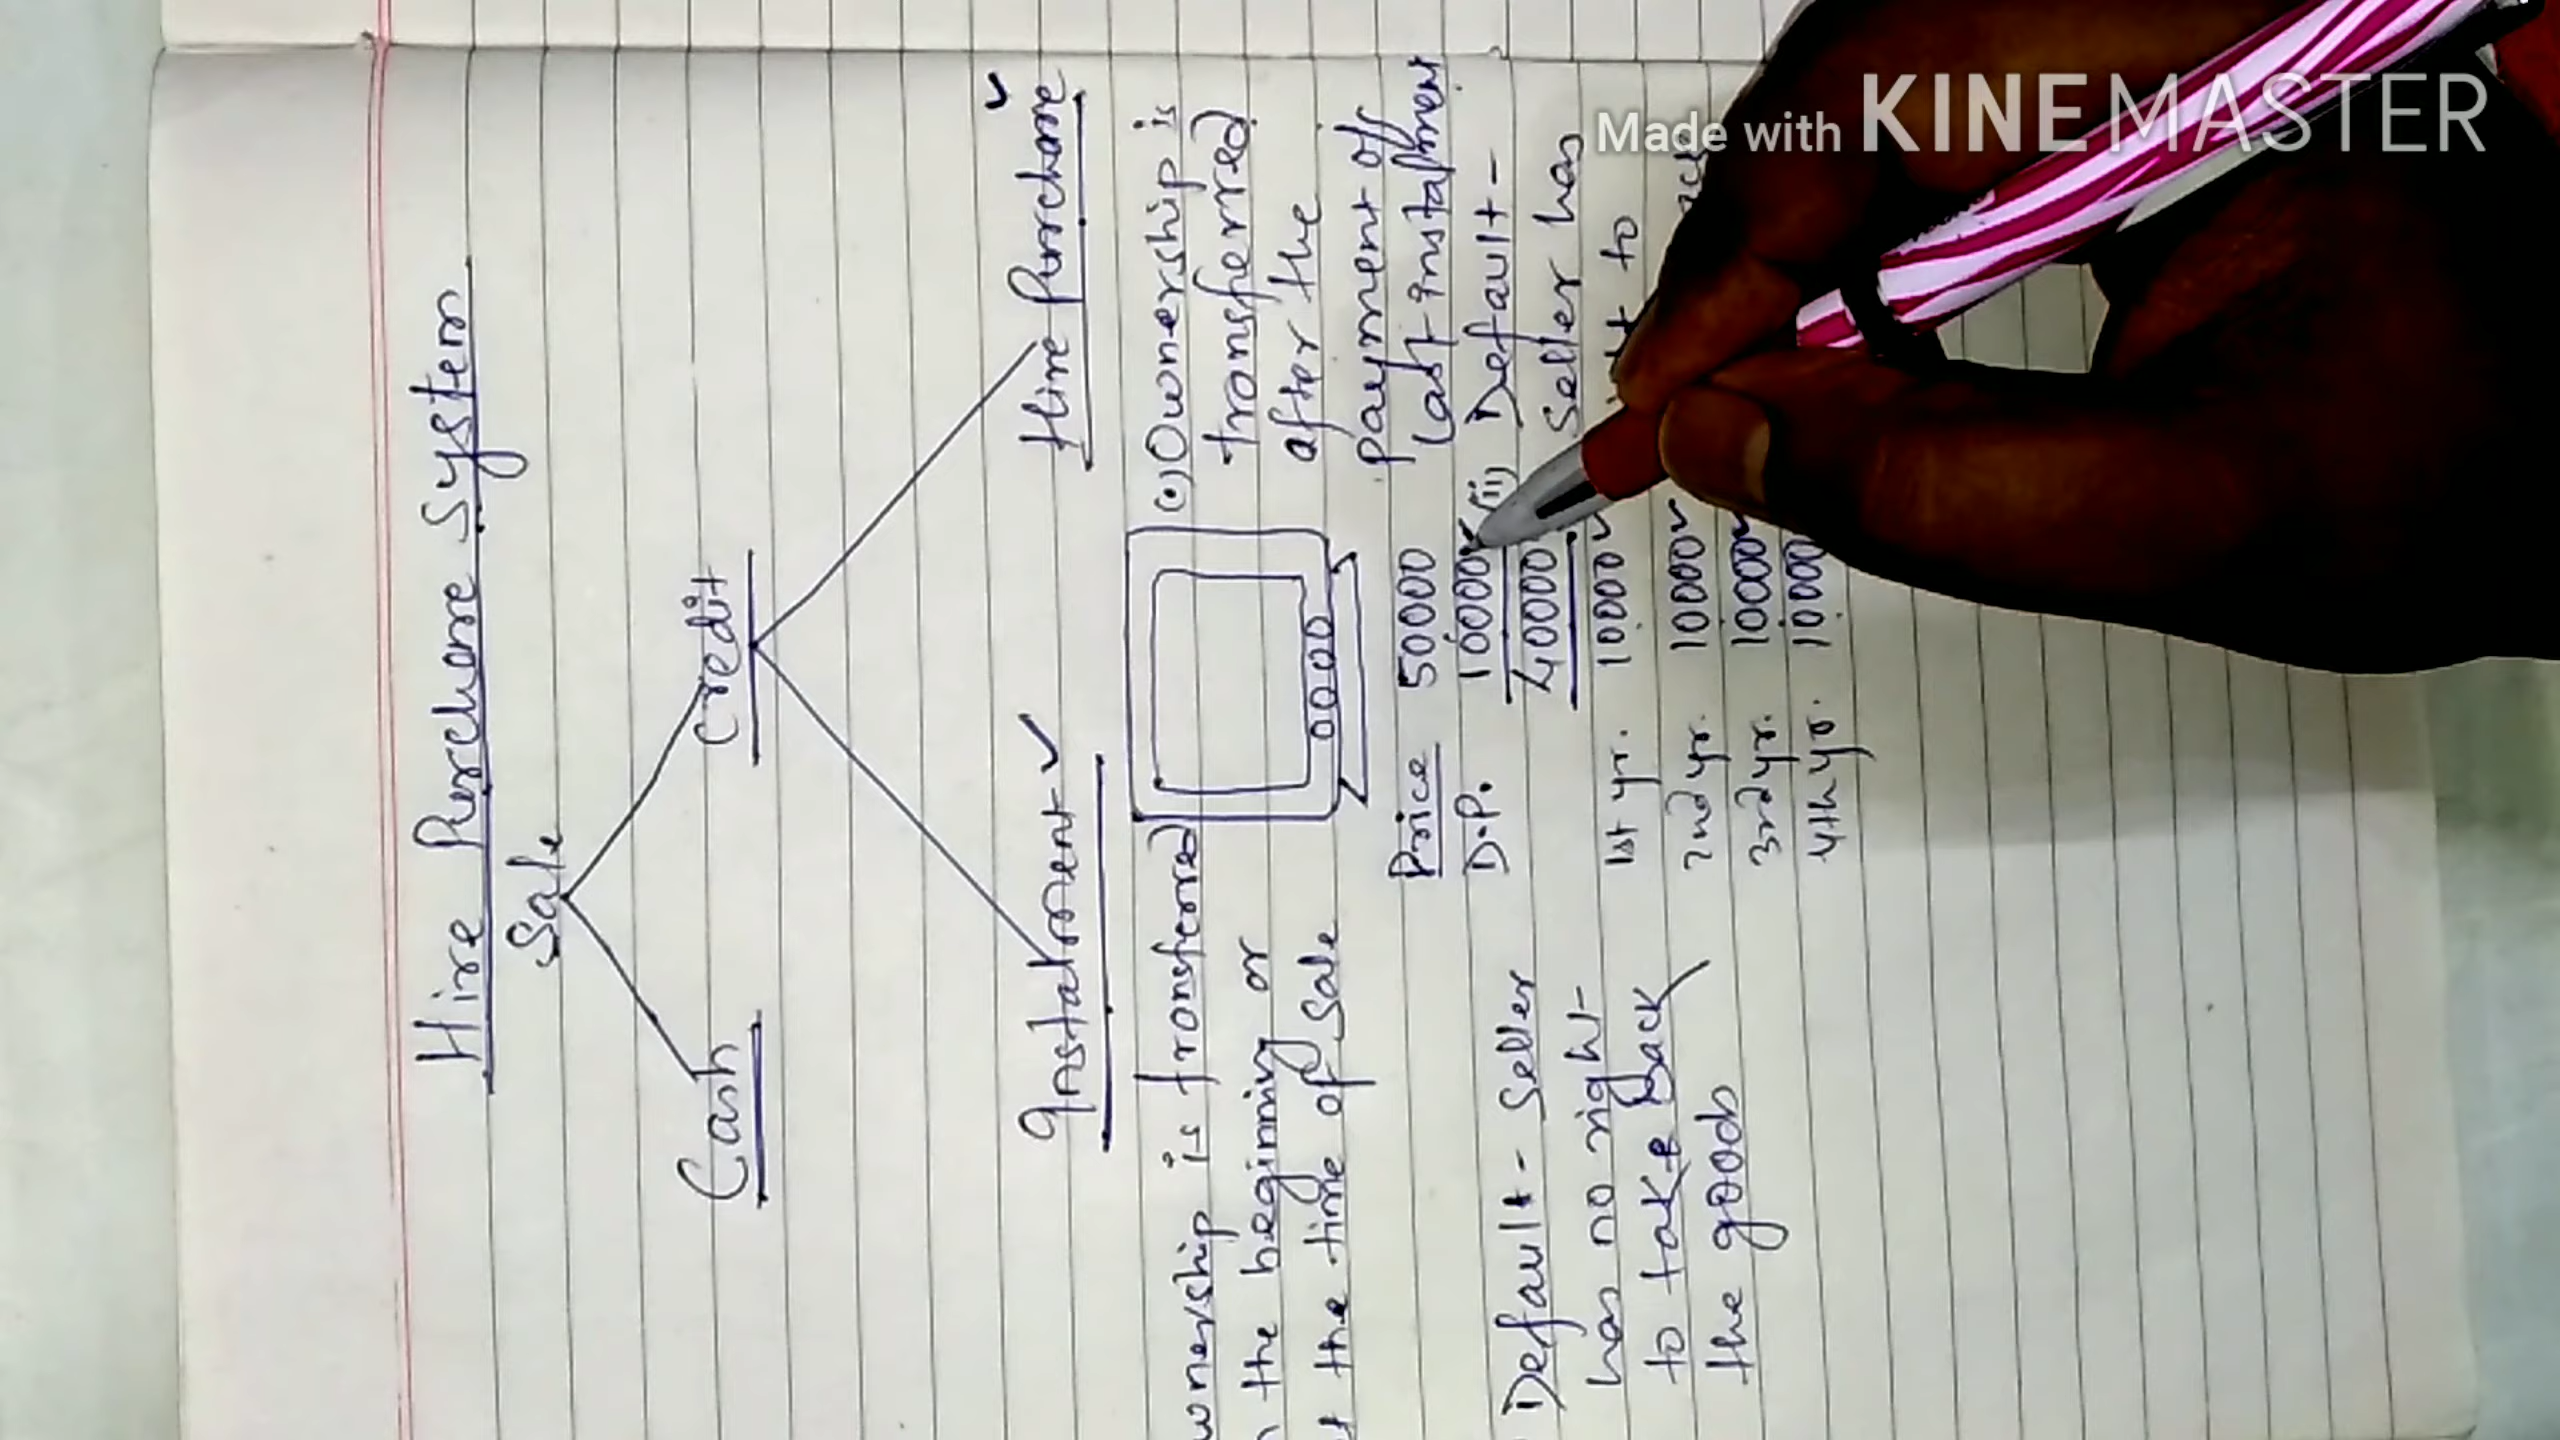 Made with KINEMASTER
Hire Purchase System
Sale
Cash
Credit
Instalment ✓
Hire Purchase ✓
wnership is transferred
the beginning or
the time of Sale
Default - Seller
has no right
to take back
the goods
Price 50000
D.P. 10000
40000
1st yr. 10000
2nd yr. 10000
3rd yr. 10000
4th yr. 10000
(i) Ownership is
transferred
after the
payment of
last instalment
(ii) Default -
Seller has
to